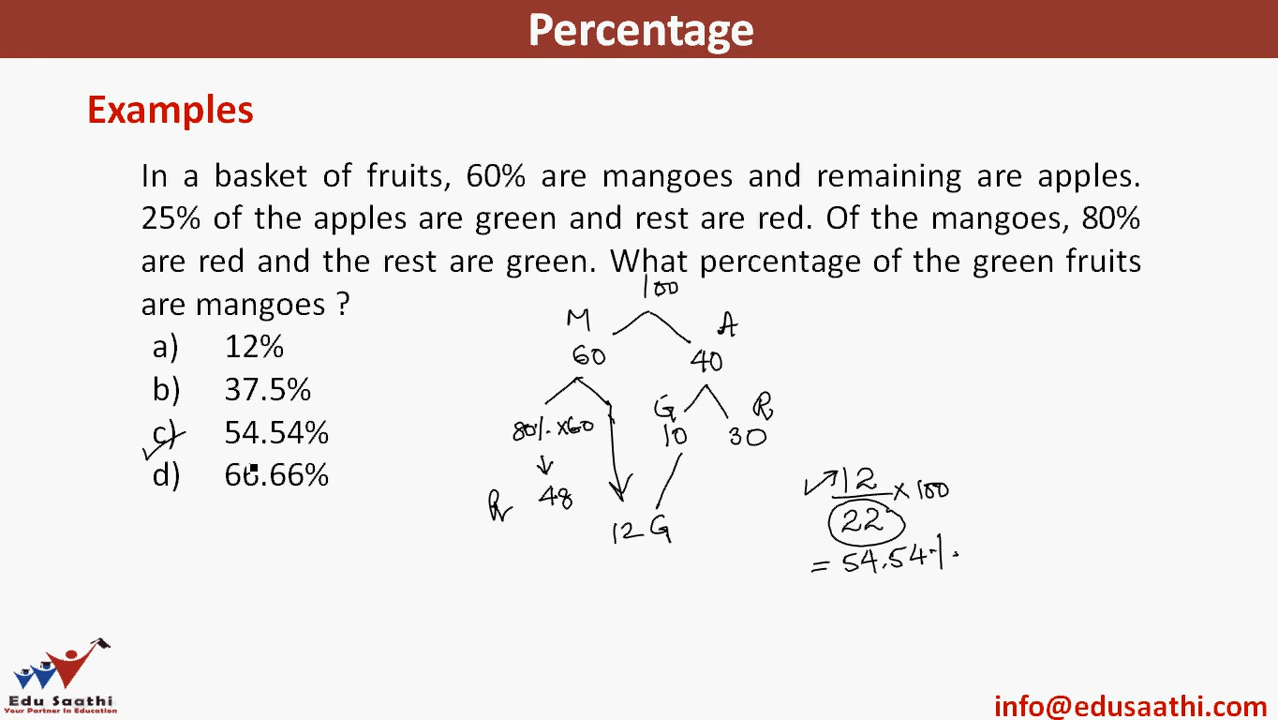 Percentage
Examples
In a basket of fruits, 60% are mangoes and remaining are apples.
25% of the apples are green and rest are red. Of the mangoes, 80%
are red and the rest are green. What percentage of the green fruits
are mangoes ?
a) 12%
b) 37.5%
c) 54.54%
d) 66.66%
100
M A
60 40
G R
80% x60 10 30
R 48
12 G
12
x 100
22
= 54.54%.
Edu Saathi
Your Partner in Education
info@edusaathi.com